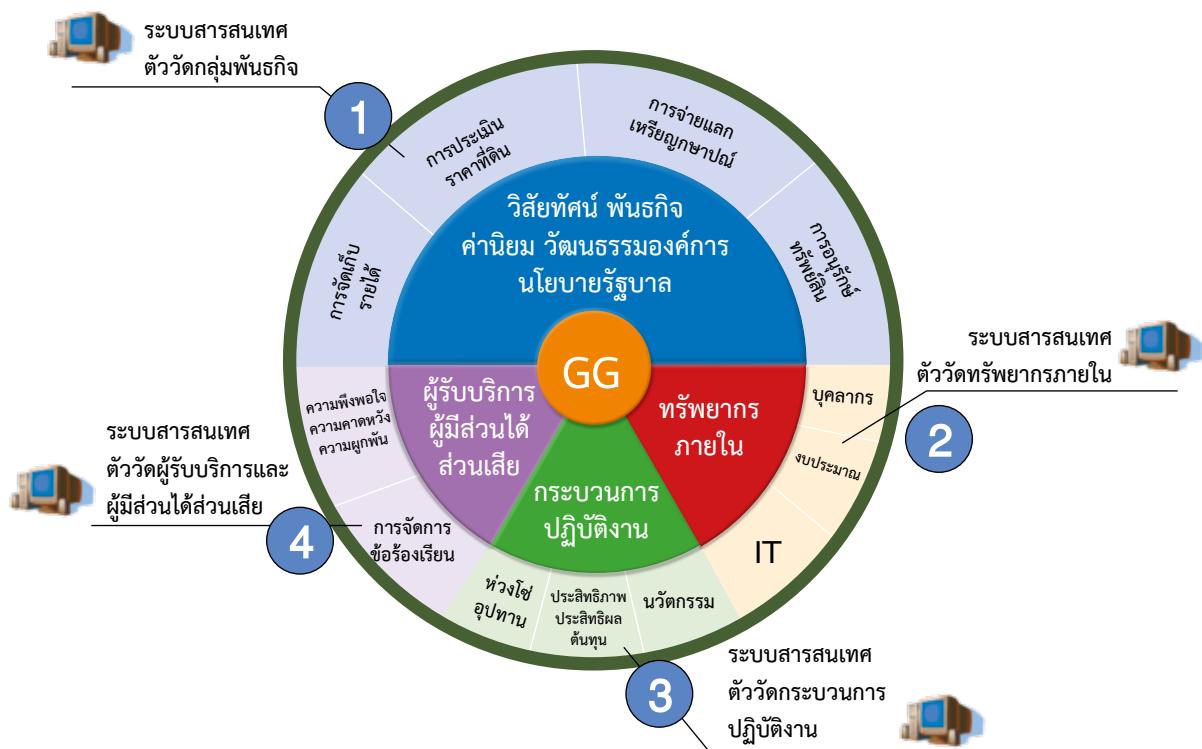 ระบบสารสนเทศ
ตัววัดกลุ่มพันธกิจ
1
การประเมิน
ราคาที่ดิน
การจ่ายแลก
เหรียญกษาปณ์
การจัดเก็บ
รายได้
การอนุรักษ์
ทรัพย์สิน
วิสัยทัศน์ พันธกิจ
ค่านิยม วัฒนธรรมองค์การ
นโยบายรัฐบาล
GG
ระบบสารสนเทศ
ตัววัดทรัพยากรภายใน
2
ทรัพยากร
ภายใน
บุคลากร
งบประมาณ
IT
ผู้รับบริการ
ผู้มีส่วนได้
ส่วนเสีย
ความพึงพอใจ
ความคาดหวัง
ความผูกพัน
การจัดการ
ข้อร้องเรียน
ระบบสารสนเทศ
ตัววัดผู้รับบริการและ
ผู้มีส่วนได้ส่วนเสีย
4
กระบวนการ
ปฏิบัติงาน
ห่วงโซ่
อุปทาน
ประสิทธิภาพ
ประสิทธิผล
ต้นทุน
นวัตกรรม
3
ระบบสารสนเทศ
ตัววัดกระบวนการ
ปฏิบัติงาน